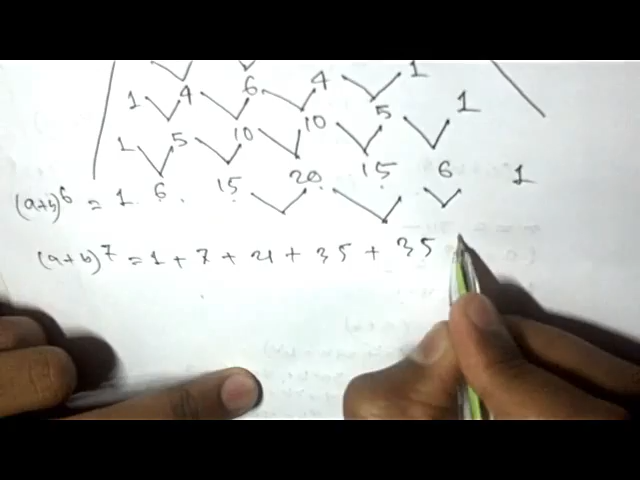 1 4 6 4 1
1 5 10 10 5 1
(a+b)^6 = 1 6 15 20 15 6 1
(a+b)^7 = 1 + 7 + 21 + 35 + 35